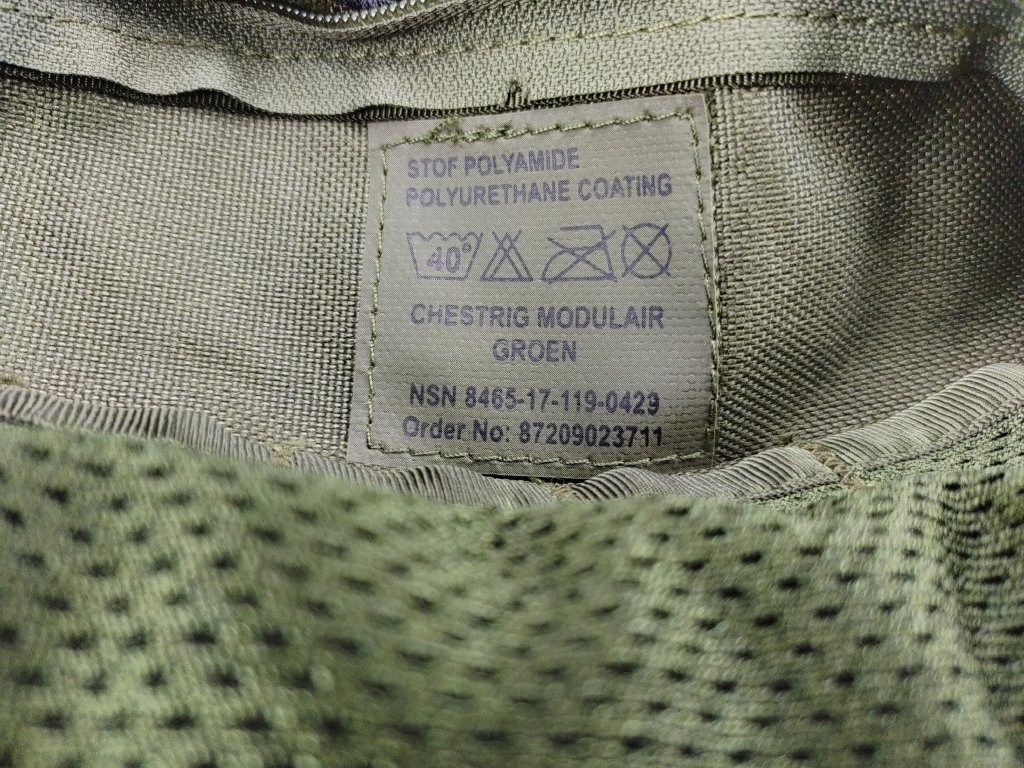 STOF POLYAMIDE
POLYURETHANE COATING
40°
CHESTRIG MODULAIR
GROEN
NSN 8465-17-119-0429
Order No: 87209023711